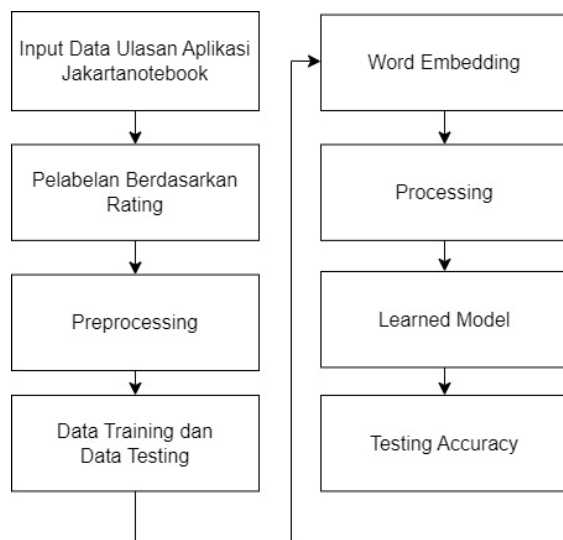 Input Data Ulasan Aplikasi
Jakartanotebook
Pelabelan Berdasarkan
Rating
Preprocessing
Data Training dan
Data Testing
Word Embedding
Processing
Learned Model
Testing Accuracy